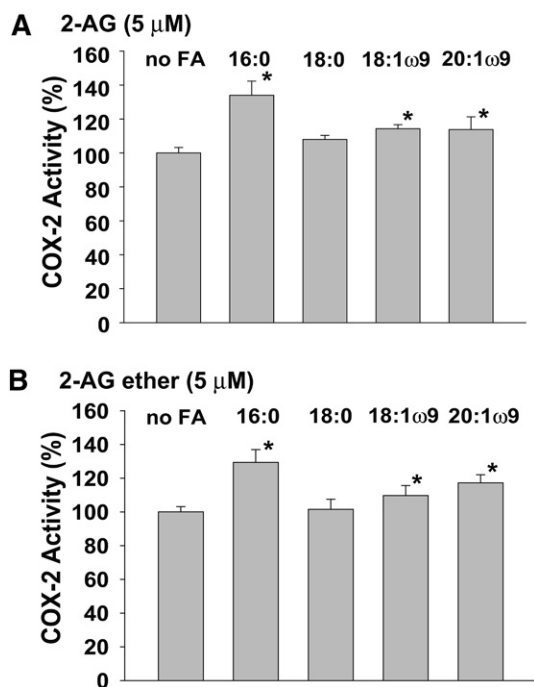 A 2-AG (5 μM)
no FA 16:0 18:0 18:1ω9 20:1ω9
COX-2 Activity (%)
160
140
120
100
80
60
40
20
0
* * *
B 2-AG ether (5 μM)
no FA 16:0 18:0 18:1ω9 20:1ω9
COX-2 Activity (%)
160
140
120
100
80
60
40
20
0
* * *